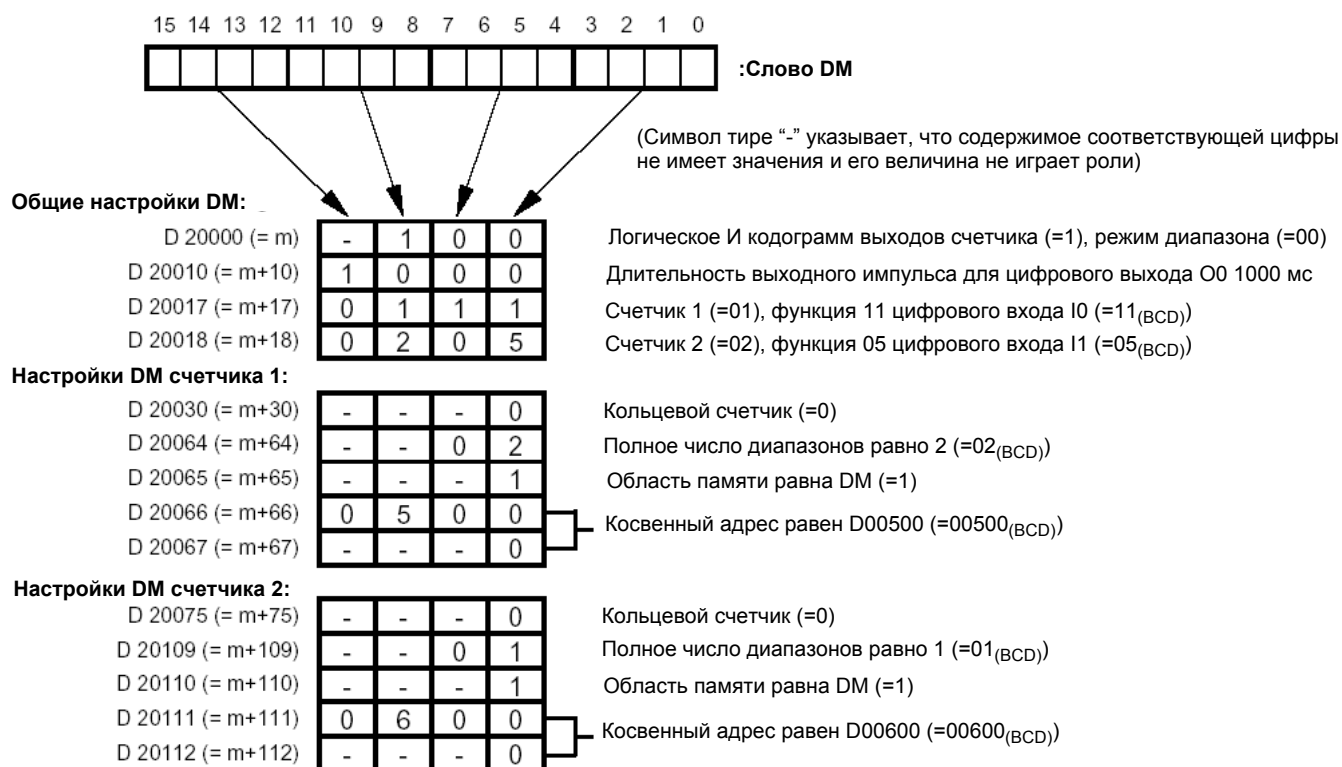 15 14 13 12 11 10 9 8 7 6 5 4 3 2 1 0
:Слово DM
(Символ тире “-” указывает, что содержимое соответствующей цифры
не имеет значения и его величина не играет роли)
Общие настройки DM:
D 20000 (= m) - 1 0 0 Логическое И кодограмм выходов счетчика (=1), режим диапазона (=00)
D 20010 (= m+10) 1 0 0 0 Длительность выходного импульса для цифрового выхода O0 1000 мс
D 20017 (= m+17) 0 1 1 1 Счетчик 1 (=01), функция 11 цифрового входа I0 (=11(BCD))
D 20018 (= m+18) 0 2 0 5 Счетчик 2 (=02), функция 05 цифрового входа I1 (=05(BCD))
Настройки DM счетчика 1:
D 20030 (= m+30) - - - 0 Кольцевой счетчик (=0)
D 20064 (= m+64) - - 0 2 Полное число диапазонов равно 2 (=02(BCD))
D 20065 (= m+65) - - - 1 Область памяти равна DM (=1)
D 20066 (= m+66) 0 5 0 0 Косвенный адрес равен D00500 (=00500(BCD))
D 20067 (= m+67) - - - 0
Настройки DM счетчика 2:
D 20075 (= m+75) - - - 0 Кольцевой счетчик (=0)
D 20109 (= m+109) - - 0 1 Полное число диапазонов равно 1 (=01(BCD))
D 20110 (= m+110) - - - 1 Область памяти равна DM (=1)
D 20111 (= m+111) 0 6 0 0 Косвенный адрес равен D00600 (=00600(BCD))
D 20112 (= m+112) - - - 0